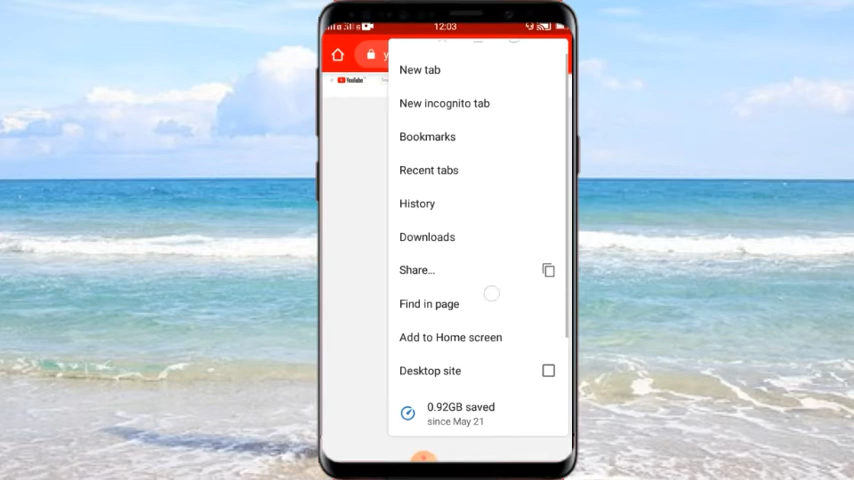 12:03
y
YouTube
New tab
New incognito tab
Bookmarks
Recent tabs
History
Downloads
Share...
Find in page
Add to Home screen
Desktop site
0.92GB saved
since May 21